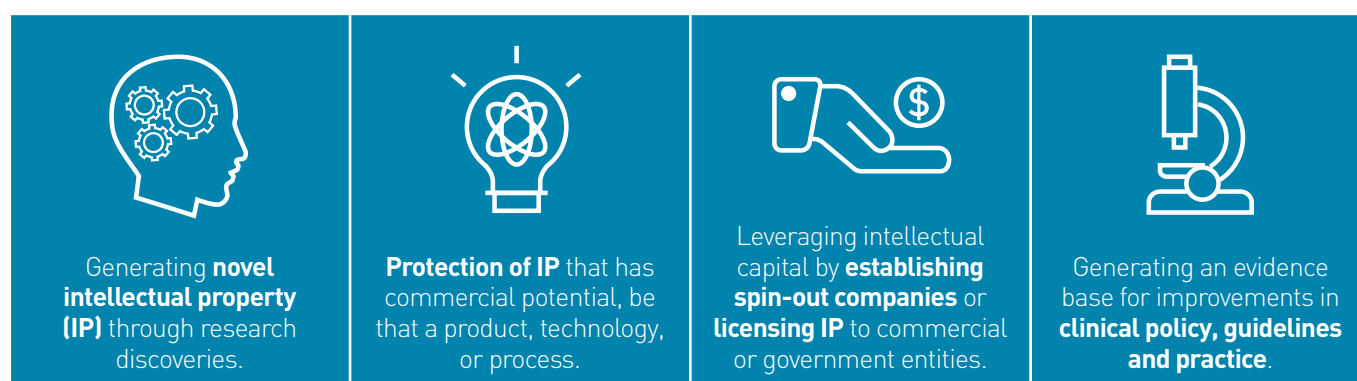 Generating novel
intellectual property
(IP) through research
discoveries.
Protection of IP that has
commercial potential, be
that a product, technology,
or process.
$
Leveraging intellectual
capital by establishing
spin-out companies or
licensing IP to commercial
or government entities.
Generating an evidence
base for improvements in
clinical policy, guidelines
and practice.